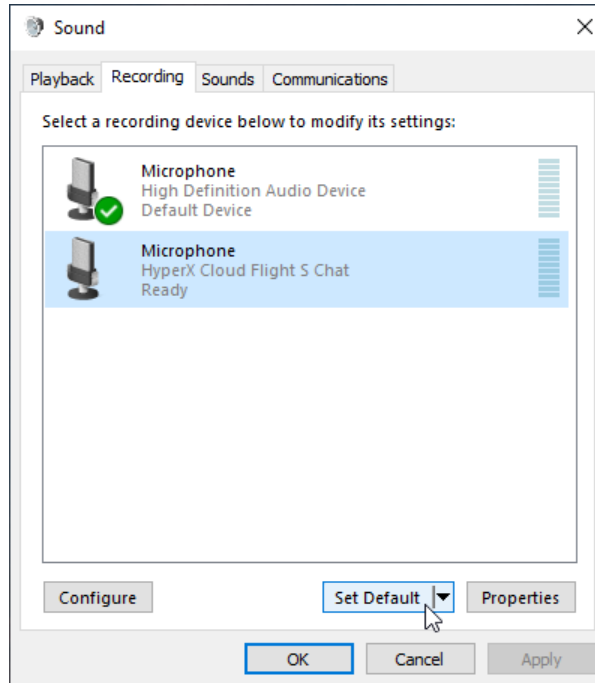 Sound
Playback Recording Sounds Communications
Select a recording device below to modify its settings:
Microphone
High Definition Audio Device
Default Device
Microphone
HyperX Cloud Flight S Chat
Ready
Configure Set Default Properties
OK Cancel Apply